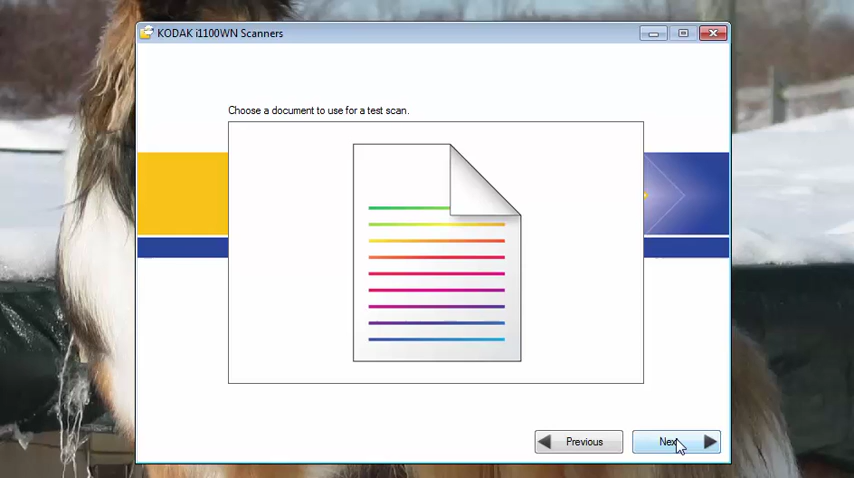 KODAK i1100WN Scanners
Choose a document to use for a test scan.
Previous
Next